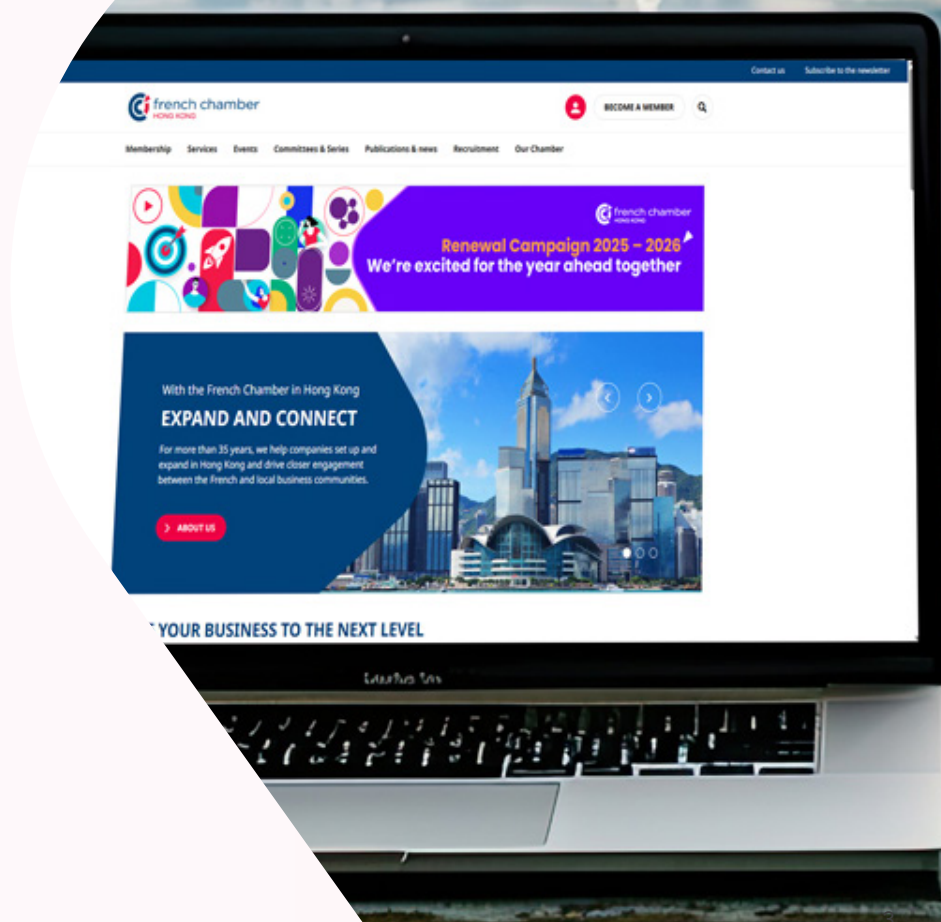 Contact us Subscribe to the newsletter
french chamber
HONG KONG
BECOME A MEMBER
Membership Services Events Committees & Series Publications & news Recruitment Our Chamber
french chamber
HONG KONG
Renewal Campaign 2025 – 2026
We're excited for the year ahead together
With the French Chamber in Hong Kong
EXPAND AND CONNECT
For more than 35 years, we help companies set up and
expand in Hong Kong and drive closer engagement
between the French and local business communities.
ABOUT US
YOUR BUSINESS TO THE NEXT LEVEL